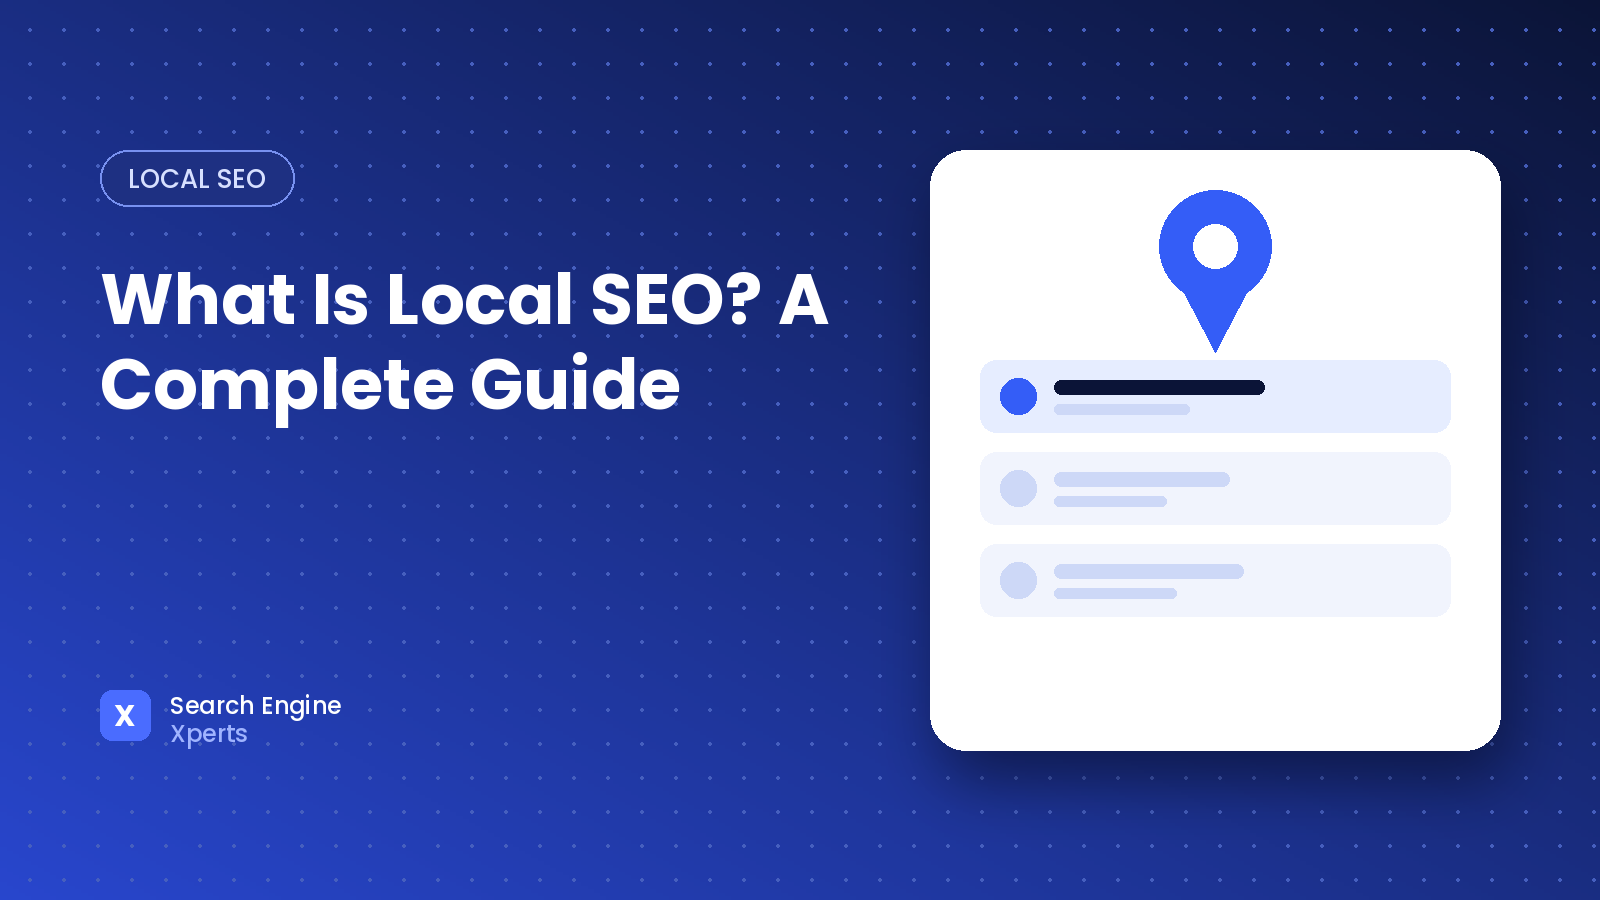 LOCAL SEO
What Is Local SEO? A
Complete Guide
X
Search Engine
Xperts